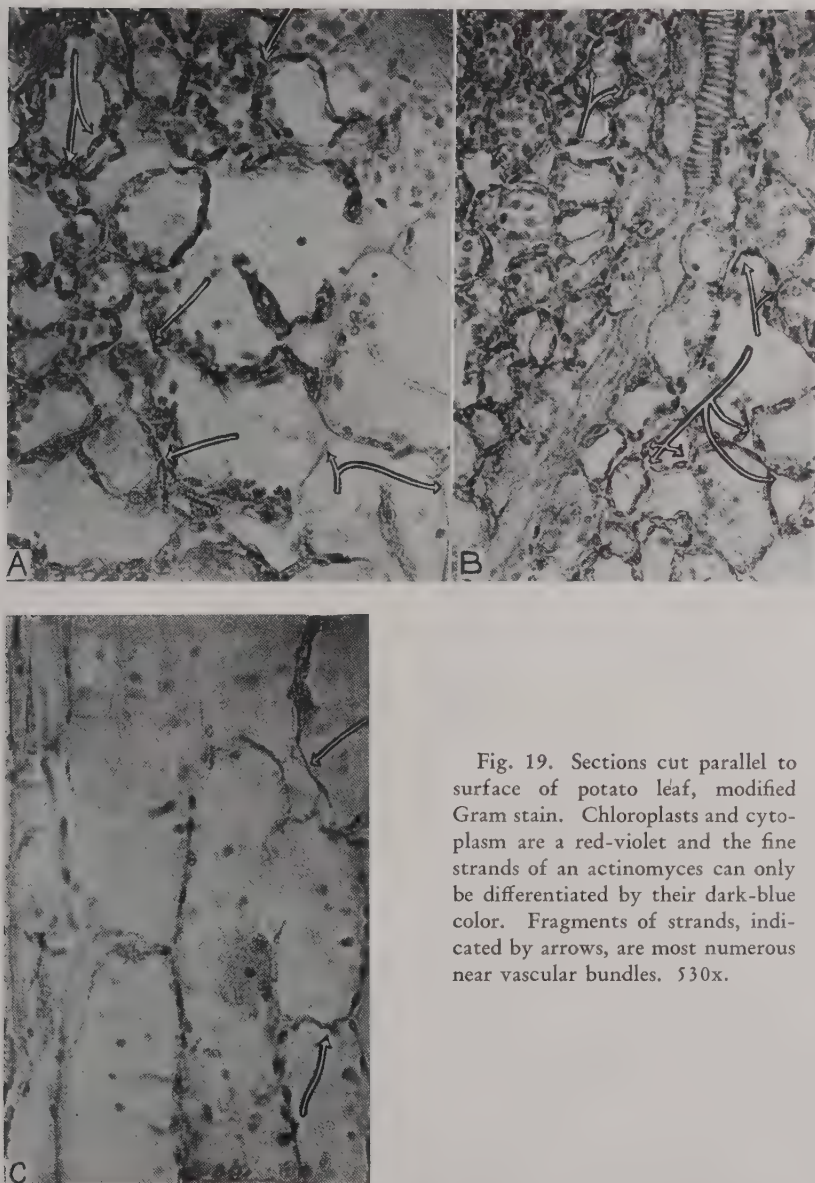 A
B
C
Fig. 19. Sections cut parallel to
surface of potato leaf, modified
Gram stain. Chloroplasts and cyto-
plasm are a red-violet and the fine
strands of an actinomyces can only
be differentiated by their dark-blue
color. Fragments of strands, indi-
cated by arrows, are most numerous
near vascular bundles. 530x.